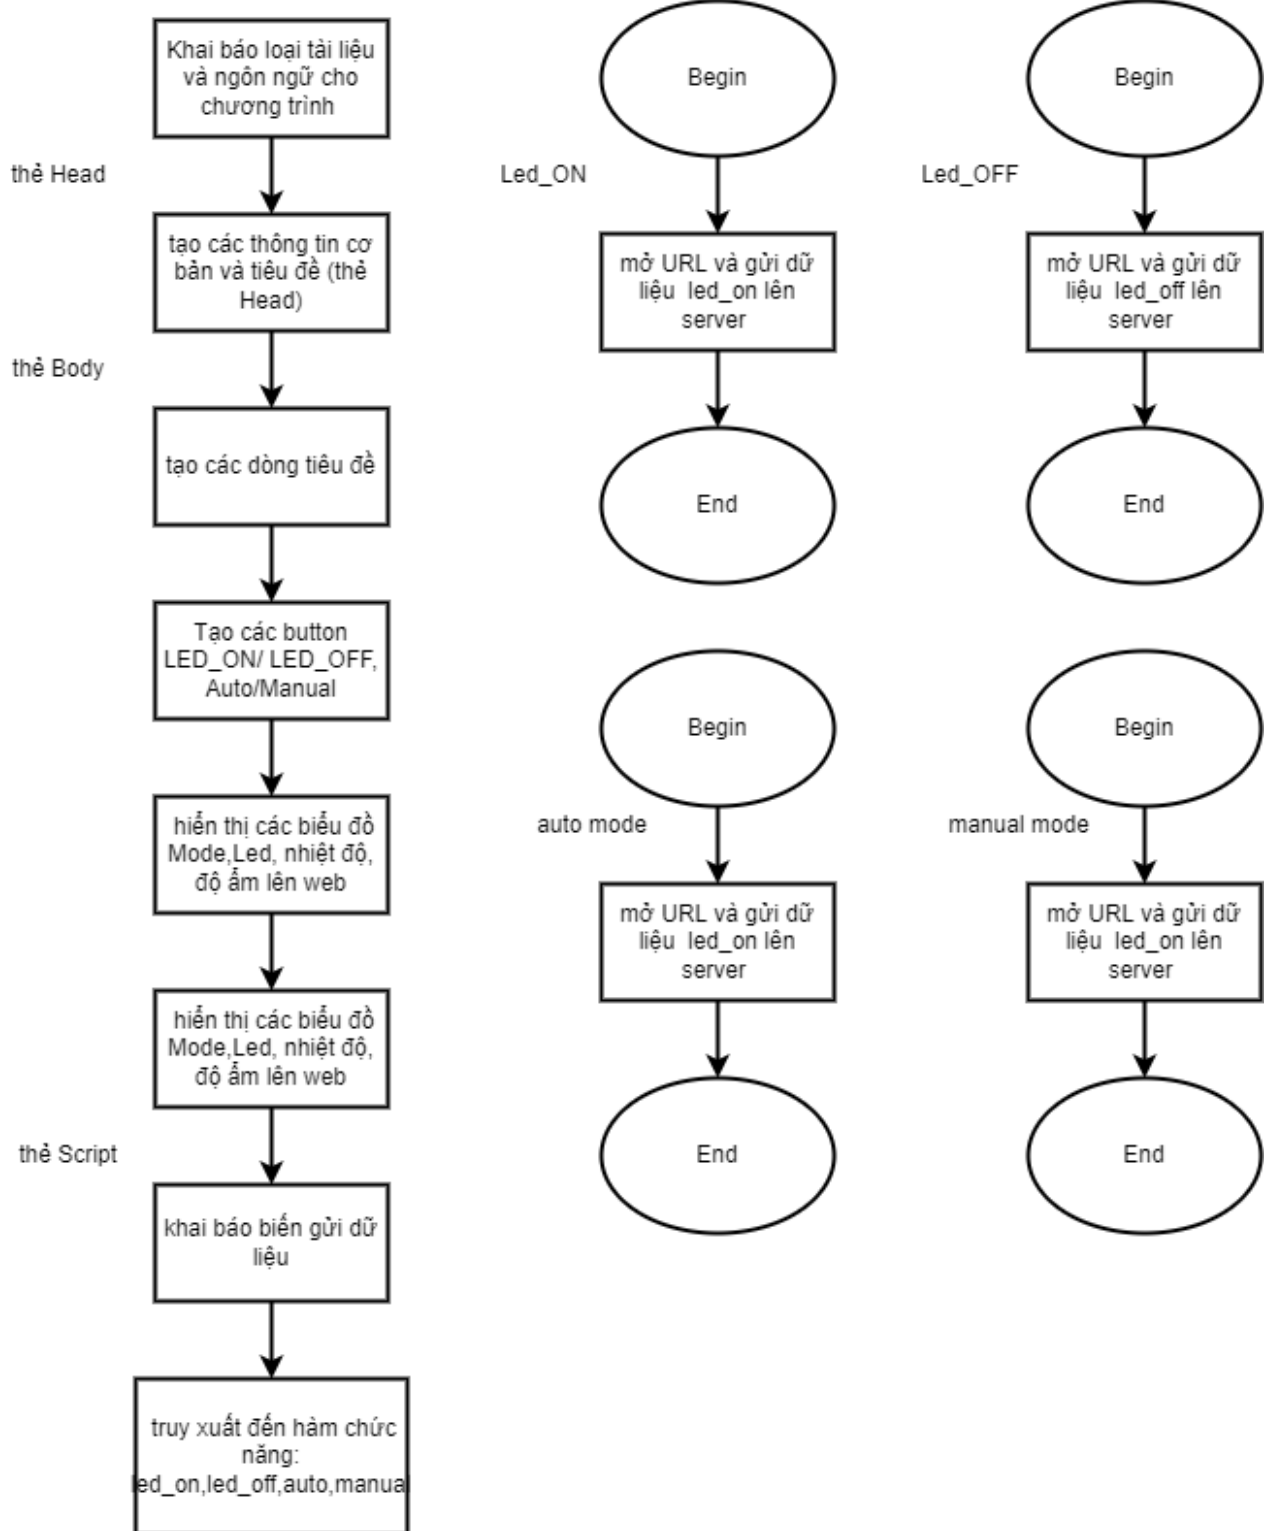 Khai báo loại tài liệu
và ngôn ngữ cho
chương trình
thẻ Head
tạo các thông tin cơ
bản và tiêu đề (thẻ
Head)
thẻ Body
tạo các dòng tiêu đề
Tạo các button
LED_ON/ LED_OFF,
Auto/Manual
hiển thị các biểu đồ
Mode,Led, nhiệt độ,
độ ẩm lên web
hiển thị các biểu đồ
Mode,Led, nhiệt độ,
độ ẩm lên web
thẻ Script
khai báo biến gửi dữ
liệu
truy xuất đến hàm chức
năng:
led_on,led_off,auto,manual
Begin
Led_ON
mở URL và gửi dữ
liệu led_on lên
server
End
Begin
Led_OFF
mở URL và gửi dữ
liệu led_off lên
server
End
Begin
auto mode
mở URL và gửi dữ
liệu led_on lên
server
End
Begin
manual mode
mở URL và gửi dữ
liệu led_on lên
server
End